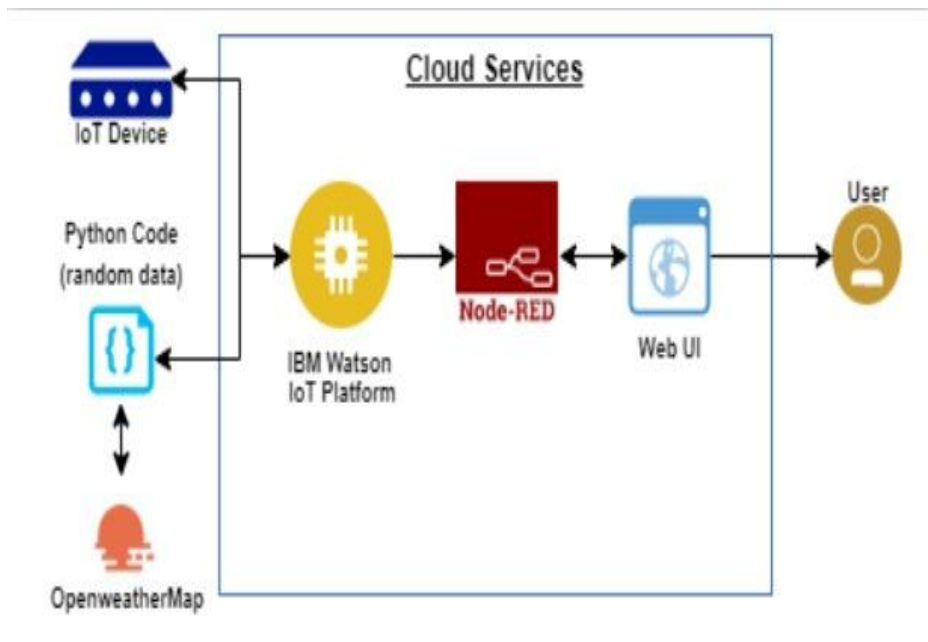 Cloud Services
IoT Device
User
Python Code
(random data)
Node-RED
Web UI
IBM Watson
IoT Platform
OpenweatherMap